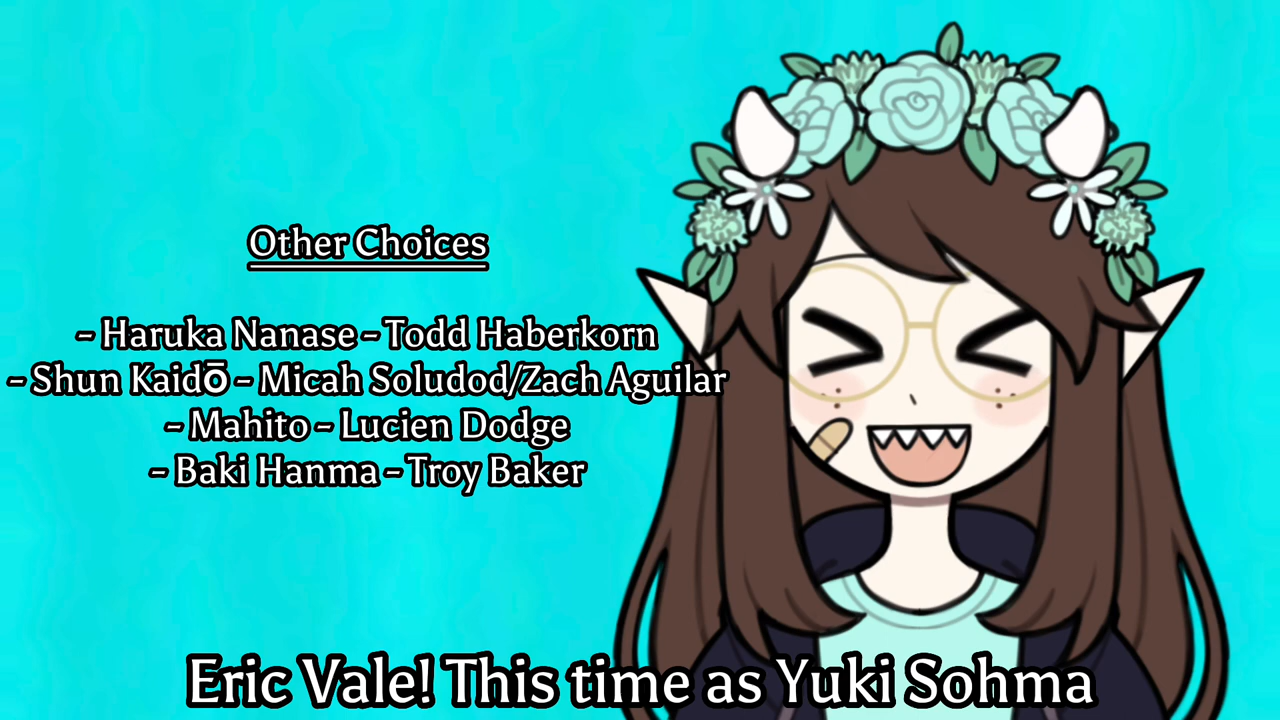 Other Choices
- Haruka Nanase - Todd Haberkorn
- Shun Kaidō - Micah Soludod/Zach Aguilar
- Mahito - Lucien Dodge
- Baki Hanma - Troy Baker
Eric Vale! This time as Yuki Sohma